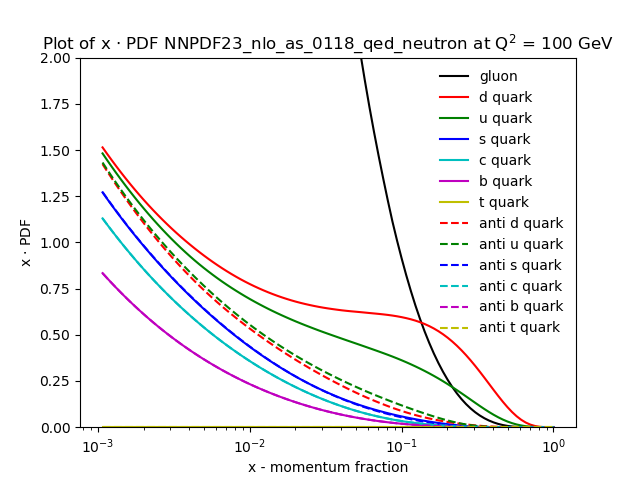 Plot of x · PDF NNPDF23_nlo_as_0118_qed_neutron at Q² = 100 GeV
2.00
1.75
1.50
1.25
1.00
0.75
0.50
0.25
0.00
x · PDF
gluon
d quark
u quark
s quark
c quark
b quark
t quark
anti d quark
anti u quark
anti s quark
anti c quark
anti b quark
anti t quark
10⁻³ 10⁻² 10⁻¹ 10⁰
x - momentum fraction